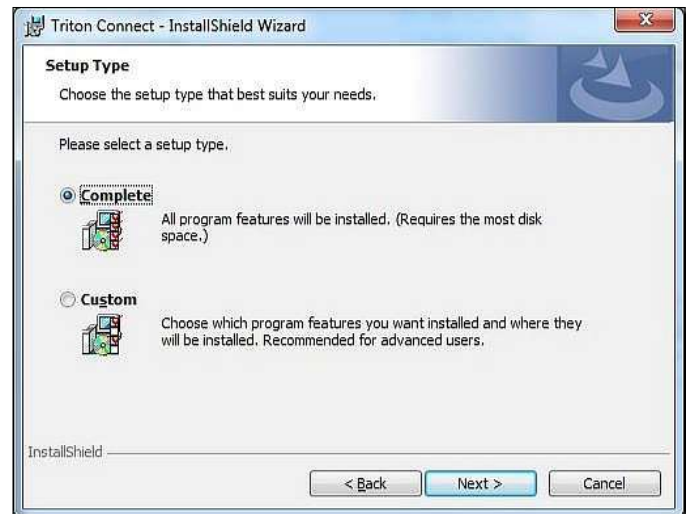 Triton Connect - InstallShield Wizard
Setup Type
Choose the setup type that best suits your needs.
Please select a setup type.
Complete
All program features will be installed. (Requires the most disk
space.)
Custom
Choose which program features you want installed and where they
will be installed. Recommended for advanced users.
InstallShield
< Back
Next >
Cancel